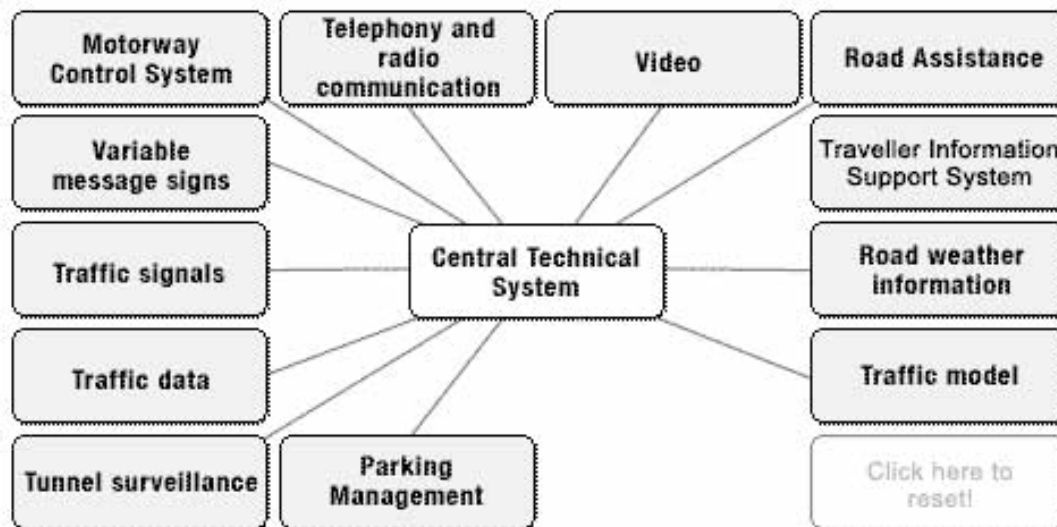 Motorway
Control System
Telephony and
radio
communication
Video
Road Assistance
Variable
message signs
Traveller Information
Support System
Traffic signals
Central Technical
System
Road weather
information
Traffic data
Traffic model
Tunnel surveillance
Parking
Management
Click here to
reset!